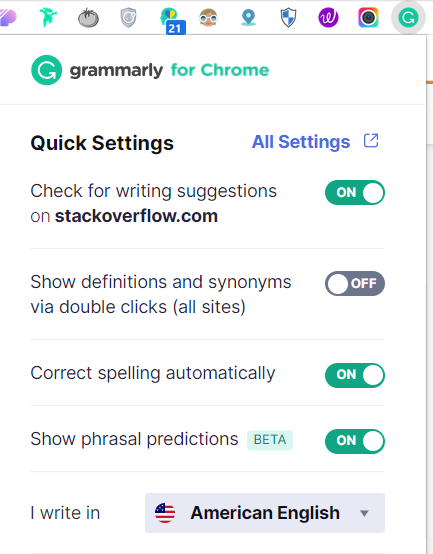 21
grammarly for Chrome
Quick Settings All Settings
Check for writing suggestions ON
on stackoverflow.com
Show definitions and synonyms OFF
via double clicks (all sites)
Correct spelling automatically ON
Show phrasal predictions BETA ON
I write in American English